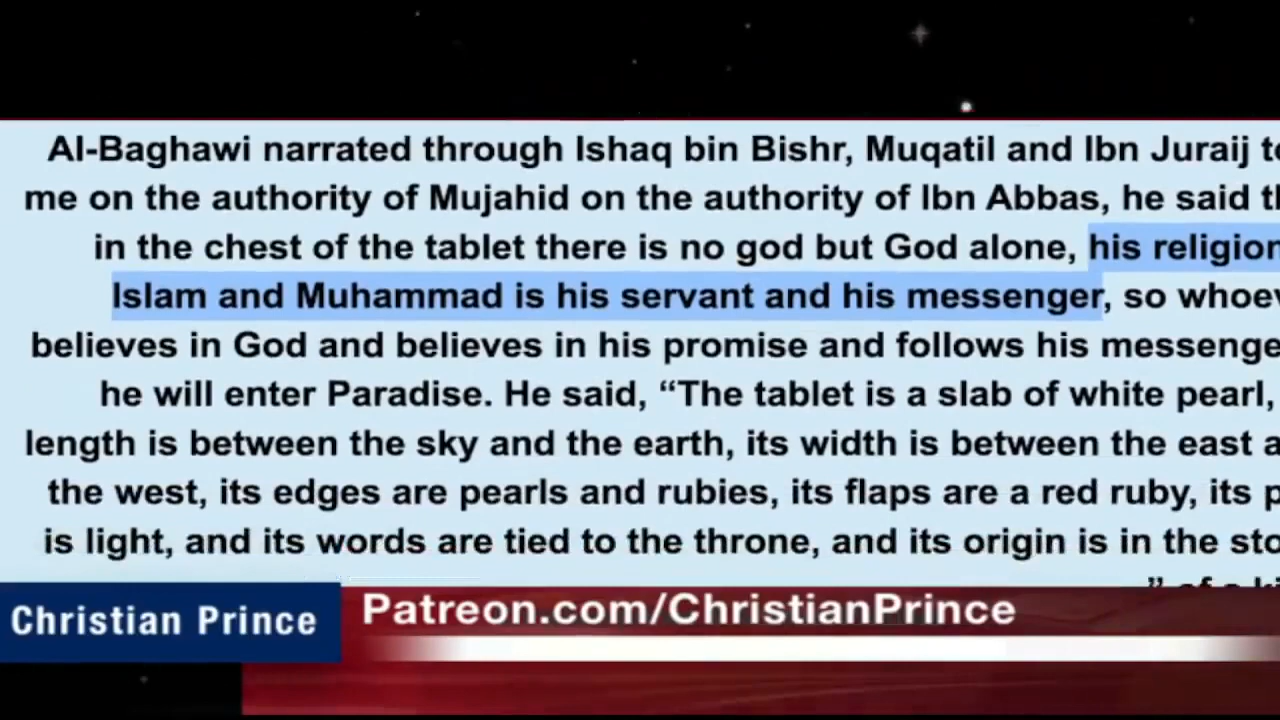 Al-Baghawi narrated through Ishaq bin Bishr, Muqatil and Ibn Juraij
me on the authority of Mujahid on the authority of Ibn Abbas, he said
in the chest of the tablet there is no god but God alone, his religion
Islam and Muhammad is his servant and his messenger, so
believes in God and believes in his promise and follows his
he will enter Paradise. He said, “The tablet is a slab of white pearl,
length is between the sky and the earth, its width is between the east
the west, its edges are pearls and rubies, its flaps are a red ruby, its
is light, and its words are tied to the throne, and its origin is in the
Christian Prince
Patreon.com/ChristianPrince